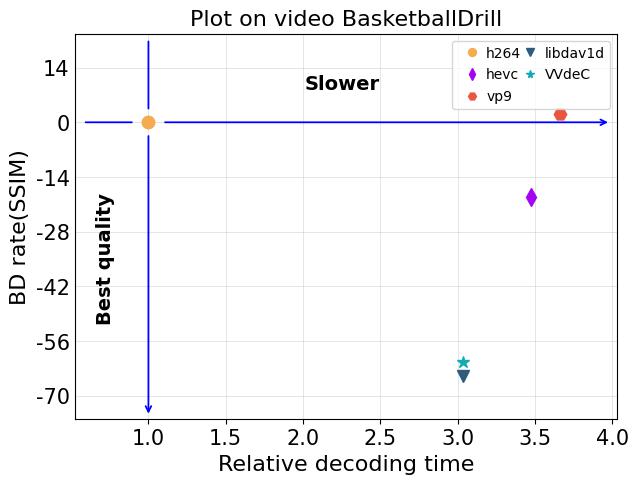 Plot on video BasketballDrill
h264
libdav1d
hevc
VVdeC
vp9
Slower
Best quality
BD rate(SSIM)
14
0
-14
-28
-42
-56
-70
1.0 1.5 2.0 2.5 3.0 3.5 4.0
Relative decoding time